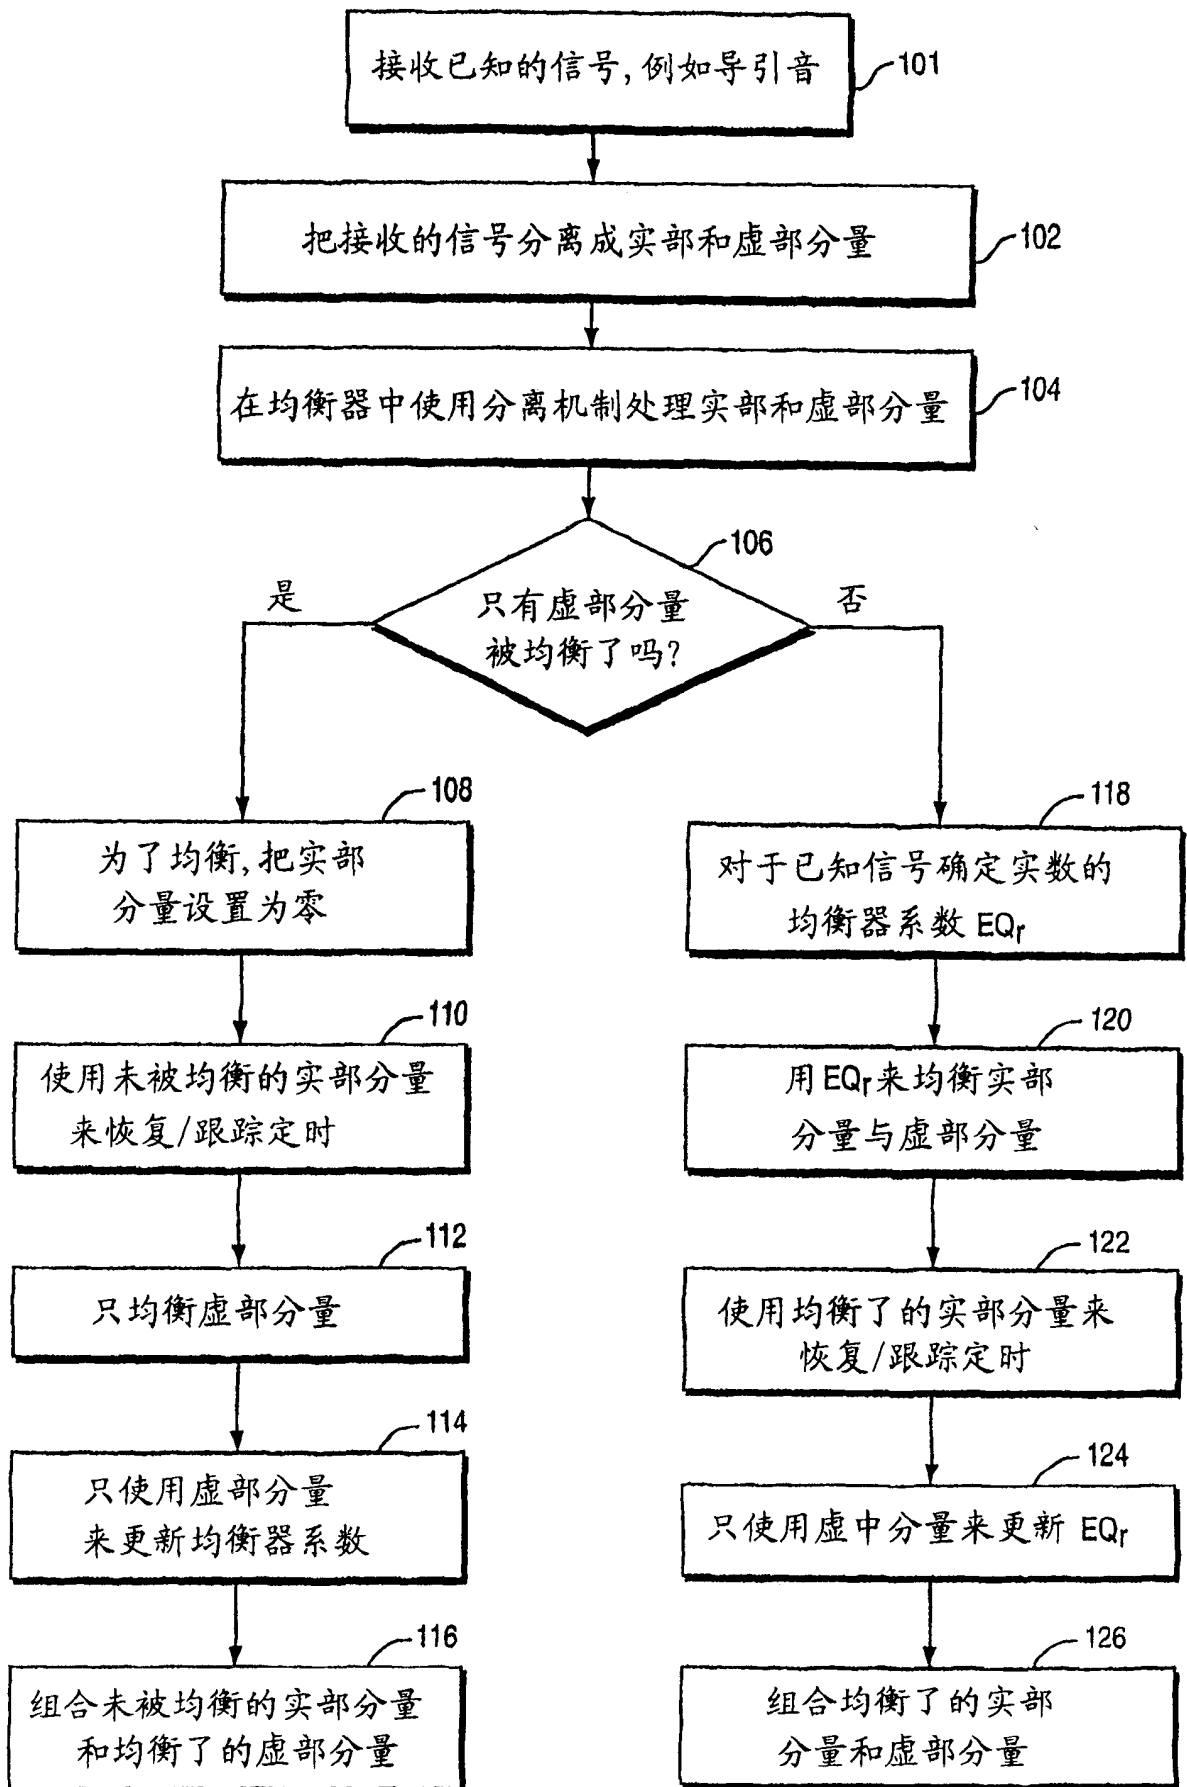 接收已知的信号,例如导引音
101
把接收的信号分离成实部和虚部分量
102
在均衡器中使用分离机制处理实部和虚部分量
104
106
只有虚部分量
被均衡了吗?
是
否
108
为了均衡,把实部
分量设置为零
110
使用未被均衡的实部分量
来恢复/跟踪定时
112
只均衡虚部分量
114
只使用虚部分量
来更新均衡器系数
116
组合未被均衡的实部分量
和均衡了的虚部分量
118
对于已知信号确定实数的
均衡器系数 EQr
120
用EQr来均衡实部
分量与虚部分量
122
使用均衡了的实部分量来
恢复/跟踪定时
124
只使用虚中分量来更新 EQr
126
组合均衡了的实部
分量和虚部分量